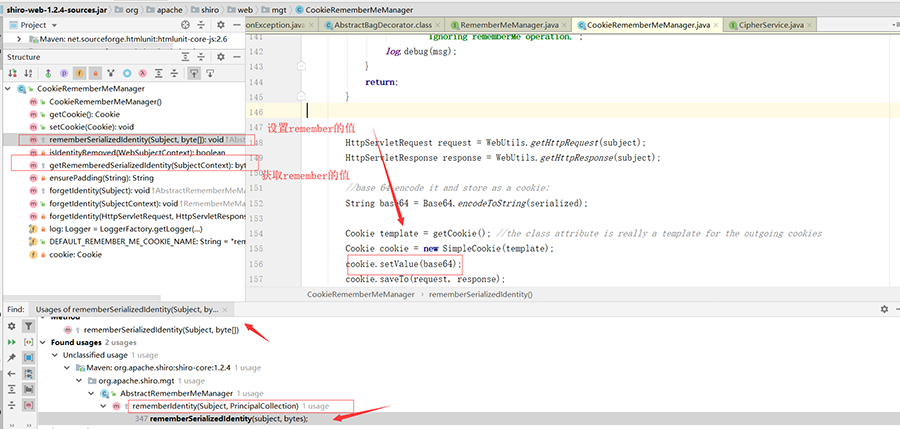 shiro-web-1.2.4-sources.jar org apache shiro web mgt CookieRememberMeManager
Project
Maven: net.sourceforge.htmlunit:htmlunit-core-js:2.6
Structure
CookieRememberMeManager
CookieRememberMeManager()
getCookie(): Cookie
setCookie(Cookie): void
rememberSerializedIdentity(Subject, byte[]): void ↑Abs
isIdentityRemoved(WebSubjectContext): boolean
getRememberedSerializedIdentity(SubjectContext): byt
ensurePadding(String): String
forgetIdentity(Subject): void ↑AbstractRememberMeMa
forgetIdentity(SubjectContext): void ↑RememberMeMana
forgetIdentity(HttpServletRequest, HttpServletRespons
log: Logger = LoggerFactory.getLogger(...)
DEFAULT_REMEMBER_ME_COOKIE_NAME: String = "rem
cookie: Cookie
onException.java AbstractBagDecorator.class RememberMeManager.java CookieRememberMeManager.java CipherService.java
141 "ignoring rememberMe operation.";
142 log.debug(msg);
143 }
144 return;
145 }
146
设置remember的值
148 HttpServletRequest request = WebUtils.getHttpRequest(subject);
149 HttpServletResponse response = WebUtils.getHttpResponse(subject);
获取remember的值
151 //base 64 encode it and store as a cookie:
152 String base64 = Base64.encodeToString(serialized);
153
154 Cookie template = getCookie(); //the class attribute is really a template for the outgoing cookies
155 Cookie cookie = new SimpleCookie(template);
156 cookie.setValue(base64);
157 cookie.saveTo(request, response);
CookieRememberMeManager › rememberSerializedIdentity()
Find: Usages of rememberSerializedIdentity(Subject, by...
Method
rememberSerializedIdentity(Subject, byte[])
Found usages 2 usages
Unclassified usage 1 usage
Maven: org.apache.shiro:shiro-core:1.2.4 1 usage
org.apache.shiro.mgt 1 usage
AbstractRememberMeManager 1 usage
rememberIdentity(Subject, PrincipalCollection) 1 usage
347 rememberSerializedIdentity(subject, bytes);